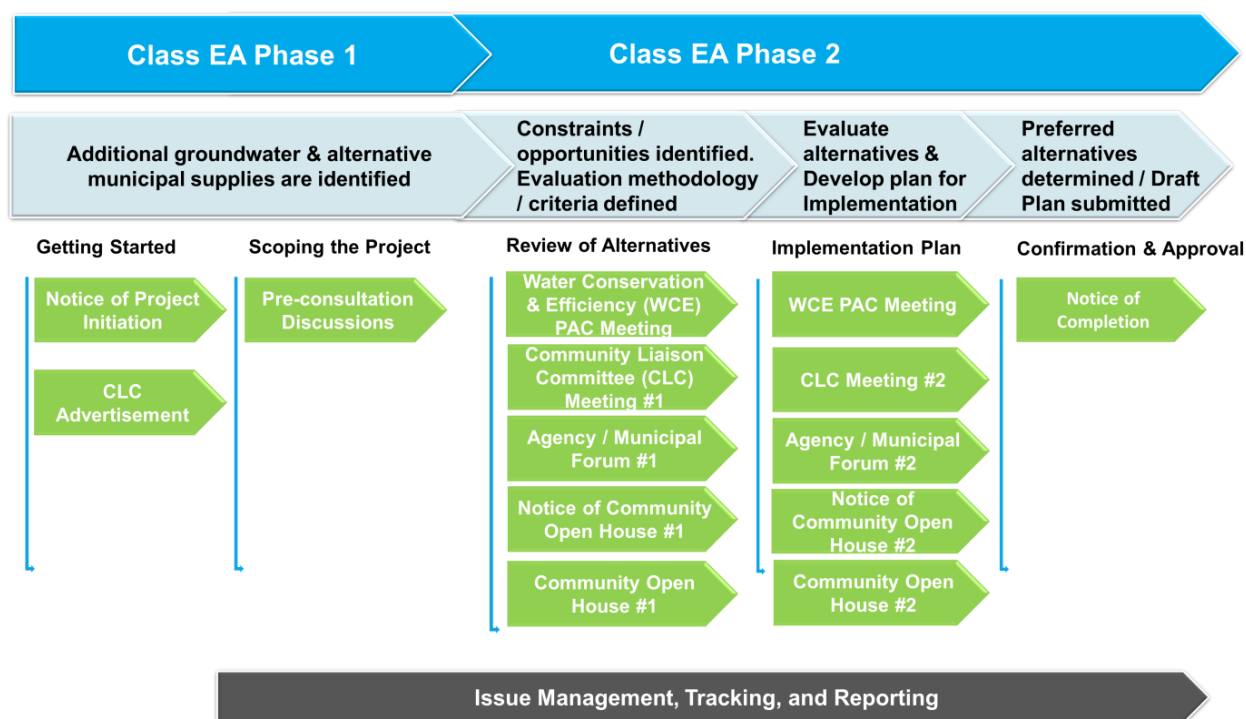 Class EA Phase 1
Class EA Phase 2
Additional groundwater & alternative
municipal supplies are identified
Constraints /
opportunities identified.
Evaluation methodology
/ criteria defined
Evaluate
alternatives &
Develop plan for
Implementation
Preferred
alternatives
determined / Draft
Plan submitted
Getting Started
Notice of Project
Initiation
CLC
Advertisement
Scoping the Project
Pre-consultation
Discussions
Review of Alternatives
Water Conservation
& Efficiency (WCE)
PAC Meeting
Community Liaison
Committee (CLC)
Meeting #1
Agency / Municipal
Forum #1
Notice of Community
Open House #1
Community Open
House #1
Implementation Plan
WCE PAC Meeting
CLC Meeting #2
Agency / Municipal
Forum #2
Notice of
Community Open
House #2
Community Open
House #2
Confirmation & Approval
Notice of
Completion
Issue Management, Tracking, and Reporting